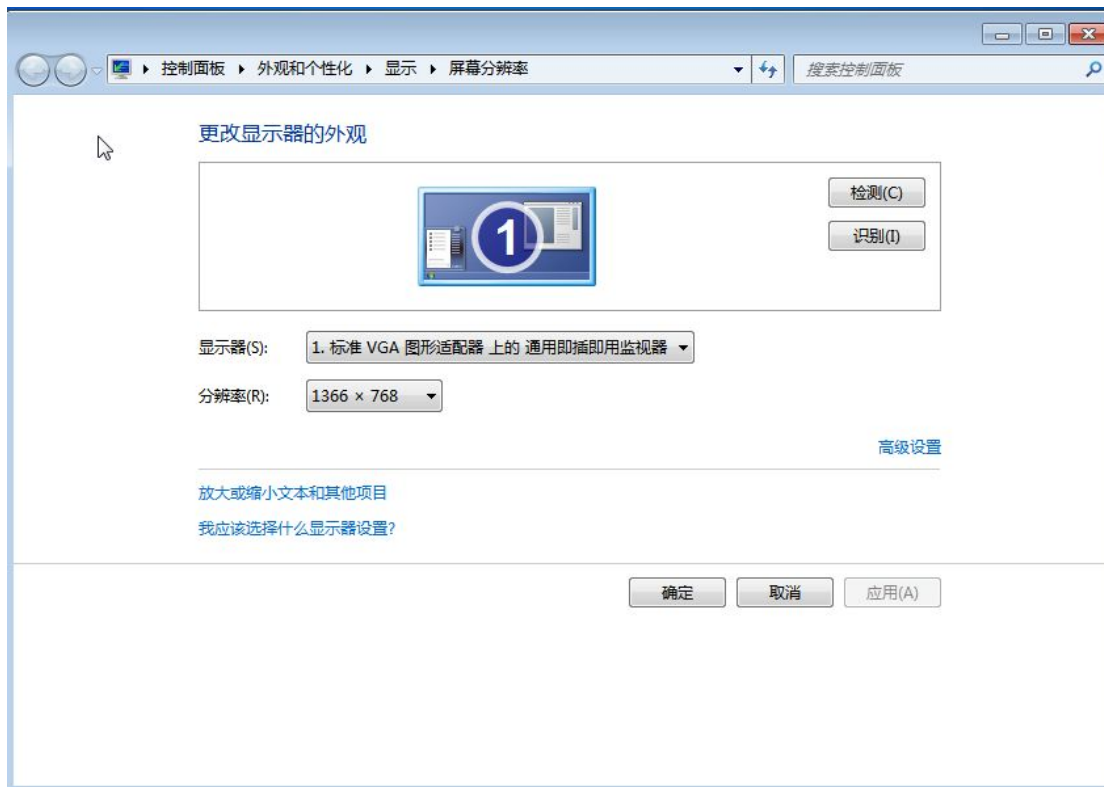 控制面板 ▸ 外观和个性化 ▸ 显示 ▸ 屏幕分辨率
搜索控制面板
更改显示器的外观
1
检测(C)
识别(I)
显示器(S): 1. 标准 VGA 图形适配器 上的 通用即插即用监视器
分辨率(R): 1366 × 768
高级设置
放大或缩小文本和其他项目
我应该选择什么显示器设置?
确定 取消 应用(A)